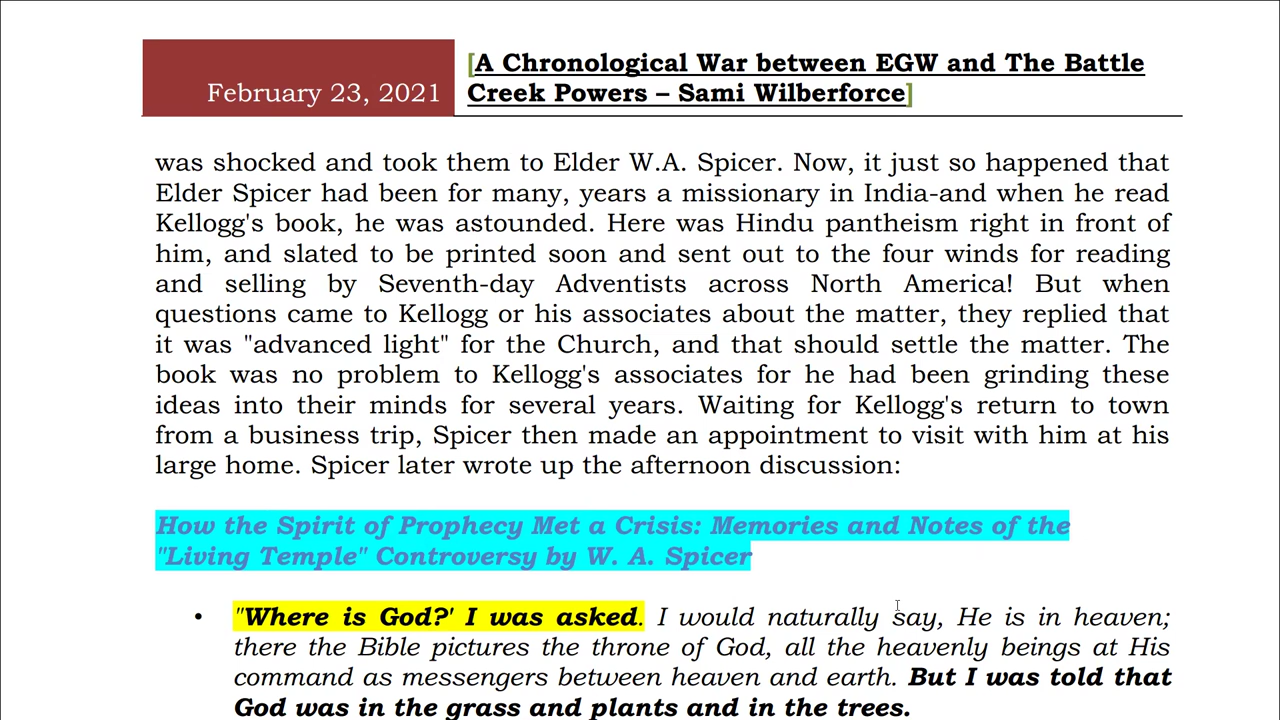 February 23, 2021
[A Chronological War between EGW and The Battle
Creek Powers – Sami Wilberforce]
was shocked and took them to Elder W.A. Spicer. Now, it just so happened that
Elder Spicer had been for many, years a missionary in India-and when he read
Kellogg's book, he was astounded. Here was Hindu pantheism right in front of
him, and slated to be printed soon and sent out to the four winds for reading
and selling by Seventh-day Adventists across North America! But when
questions came to Kellogg or his associates about the matter, they replied that
it was "advanced light" for the Church, and that should settle the matter. The
book was no problem to Kellogg's associates for he had been grinding these
ideas into their minds for several years. Waiting for Kellogg's return to town
from a business trip, Spicer then made an appointment to visit with him at his
large home. Spicer later wrote up the afternoon discussion:
How the Spirit of Prophecy Met a Crisis: Memories and Notes of the
"Living Temple" Controversy by W. A. Spicer
• "Where is God?' I was asked. I would naturally say, He is in heaven;
there the Bible pictures the throne of God, all the heavenly beings at His
command as messengers between heaven and earth. But I was told that
God was in the grass and plants and in the trees.